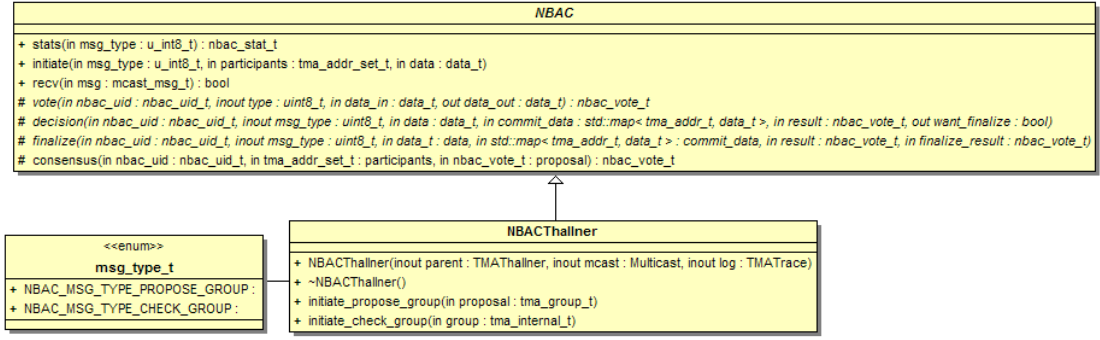 NBAC
+ stats(in msg_type : u_int8_t) : nbac_stat_t
+ initiate(in msg_type : u_int8_t, in participants : tma_addr_set_t, in data : data_t)
+ recv(in msg : mcast_msg_t) : bool
# vote(in nbac_uid : nbac_uid_t, inout type : uint8_t, in data_in : data_t, out data_out : data_t) : nbac_vote_t
# decision(in nbac_uid : nbac_uid_t, inout msg_type : uint8_t, in data : data_t, in commit_data : std::map< tma_addr_t, data_t >, in result : nbac_vote_t, out want_finalize : bool)
# finalize(in nbac_uid : nbac_uid_t, inout msg_type : uint8_t, in data_t : data, in std::map< tma_addr_t, data_t > : commit_data, in result : nbac_vote_t, in finalize_result : nbac_vote_t)
# consensus(in nbac_uid : nbac_uid_t, in tma_addr_set_t : participants, in nbac_vote_t : proposal) : nbac_vote_t
<<enum>>
msg_type_t
+ NBAC_MSG_TYPE_PROPOSE_GROUP :
+ NBAC_MSG_TYPE_CHECK_GROUP :
NBACThallner
+ NBACThallner(inout parent : TMAThallner, inout mcast : Multicast, inout log : TMATrace)
+ ~NBACThallner()
+ initiate_propose_group(in proposal : tma_group_t)
+ initiate_check_group(in group : tma_internal_t)